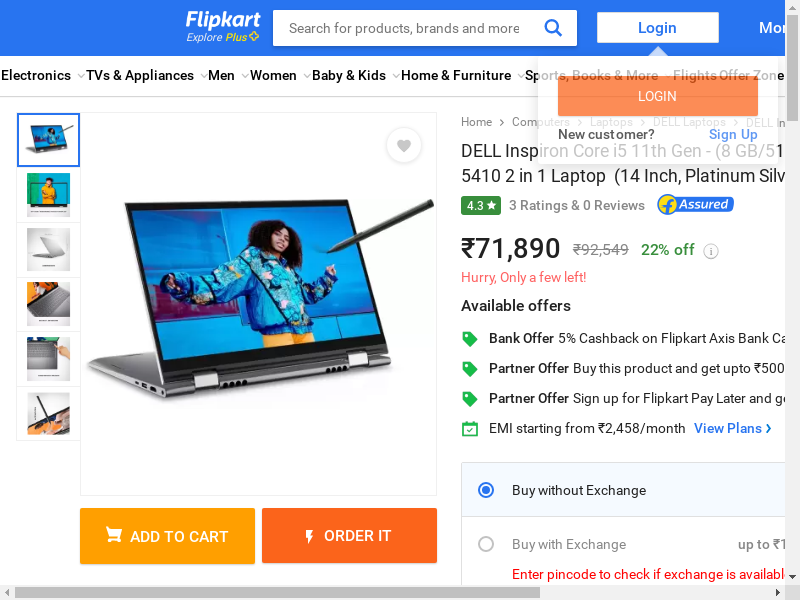 Flipkart
Explore Plus
Search for products, brands and more
Login
Electronics TVs & Appliances Men Women Baby & Kids Home & Furniture Sports, Books & More Flights Offer Zone
LOGIN
New customer? Sign Up
Home Computers Laptops DELL Laptops DELL In
DELL Inspiron Core i5 11th Gen - (8 GB/51
5410 2 in 1 Laptop (14 Inch, Platinum Silv
4.3 ★ 3 Ratings & 0 Reviews Assured
₹71,890 ₹92,549 22% off i
Hurry, Only a few left!
Available offers
Bank Offer 5% Cashback on Flipkart Axis Bank Ca
Partner Offer Buy this product and get upto ₹500
Partner Offer Sign up for Flipkart Pay Later and ge
EMI starting from ₹2,458/month View Plans
Buy without Exchange
Buy with Exchange up to ₹1
Enter pincode to check if exchange is availabl
ADD TO CART
ORDER IT